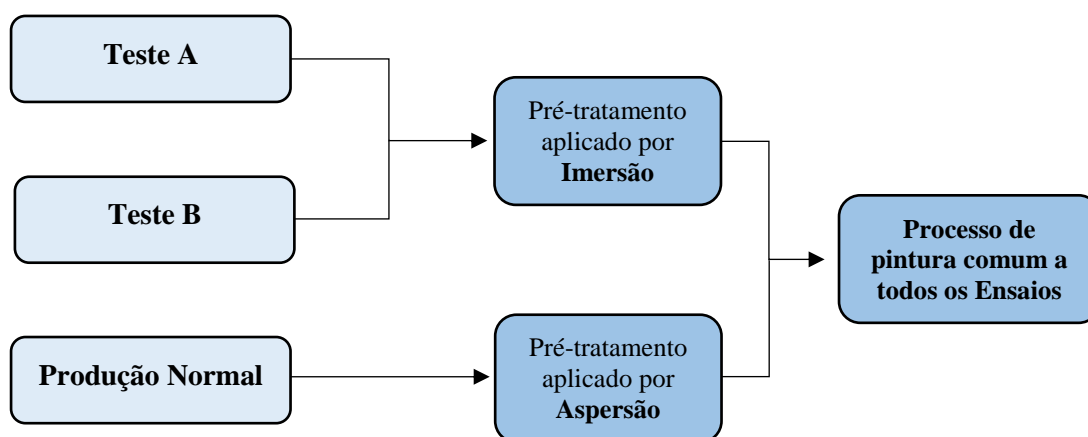 Teste A
Teste B
Produção Normal
Pré-tratamento
aplicado por
Imersão
Pré-tratamento
aplicado por
Aspersão
Processo de
pintura comum a
todos os Ensaios